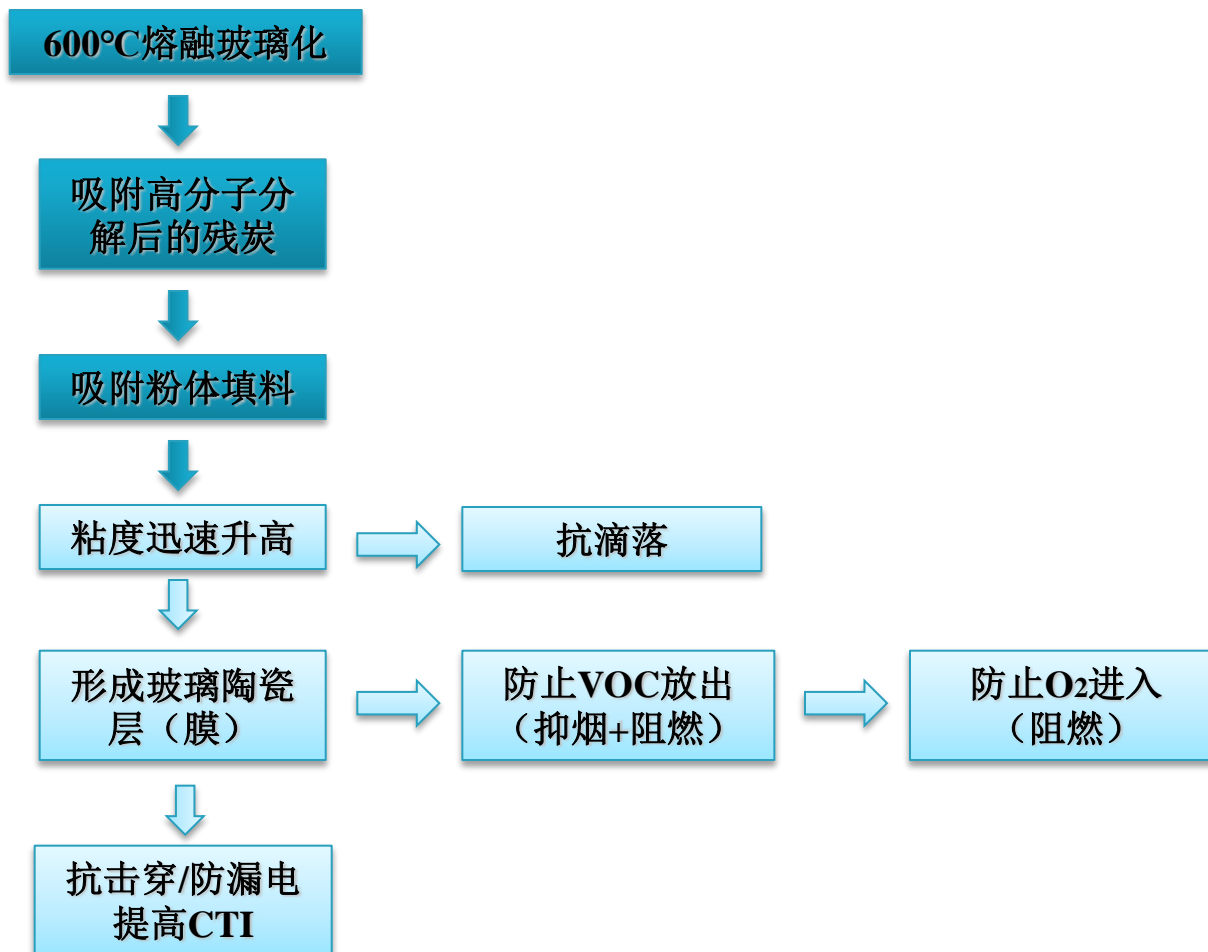 600°C熔融玻璃化
吸附高分子分
解后的残炭
吸附粉体填料
粘度迅速升高
抗滴落
形成玻璃陶瓷
层（膜）
防止VOC放出
（抑烟+阻燃）
防止O₂进入
（阻燃）
抗击穿/防漏电
提高CTI